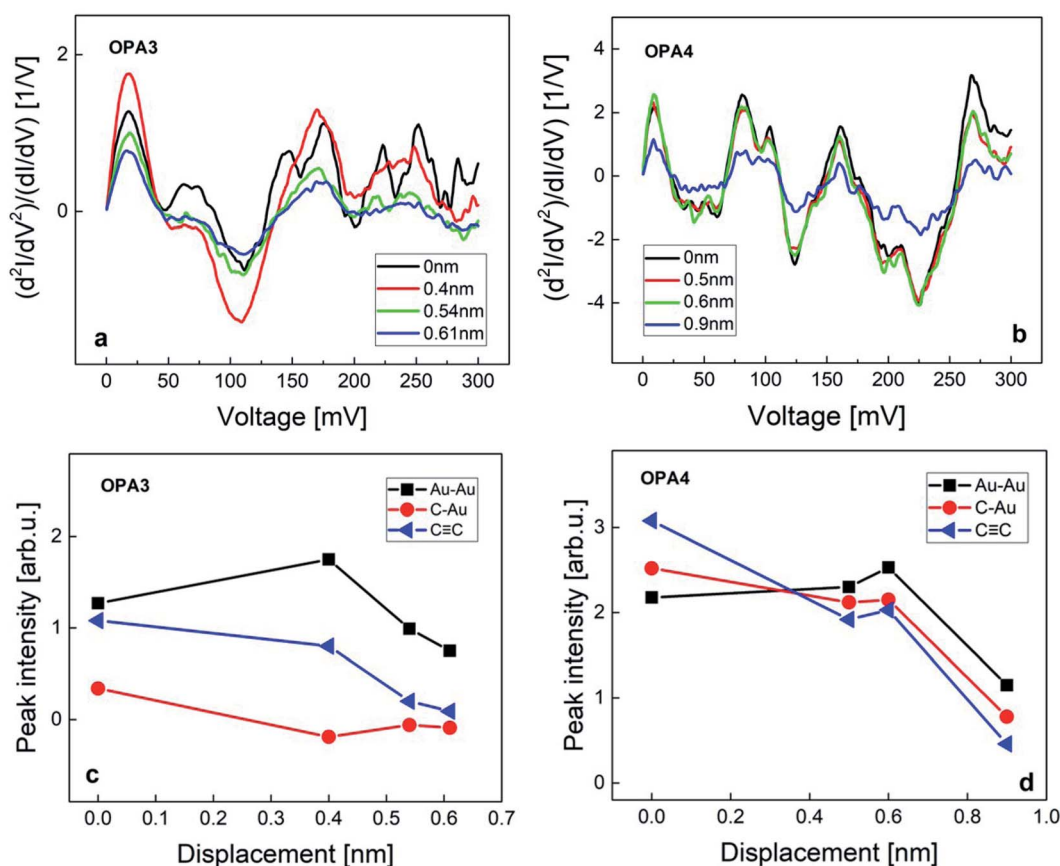 OPA3
(d²I/dV²)/(dI/dV) [1/V]
2
0
0nm
0.4nm
0.54nm
0.61nm
a
0 50 100 150 200 250 300
Voltage [mV]
OPA4
(d²I/dV²)/(dI/dV) [1/V]
4
2
0
-2
-4
0nm
0.5nm
0.6nm
0.9nm
b
0 50 100 150 200 250 300
Voltage [mV]
OPA3
Peak intensity [arb.u.]
2
1
0
Au-Au
C-Au
C≡C
c
0.0 0.1 0.2 0.3 0.4 0.5 0.6 0.7
Displacement [nm]
OPA4
Peak intensity [arb.u.]
3
2
1
0
Au-Au
C-Au
C≡C
d
0.0 0.2 0.4 0.6 0.8 1.0
Displacement [nm]